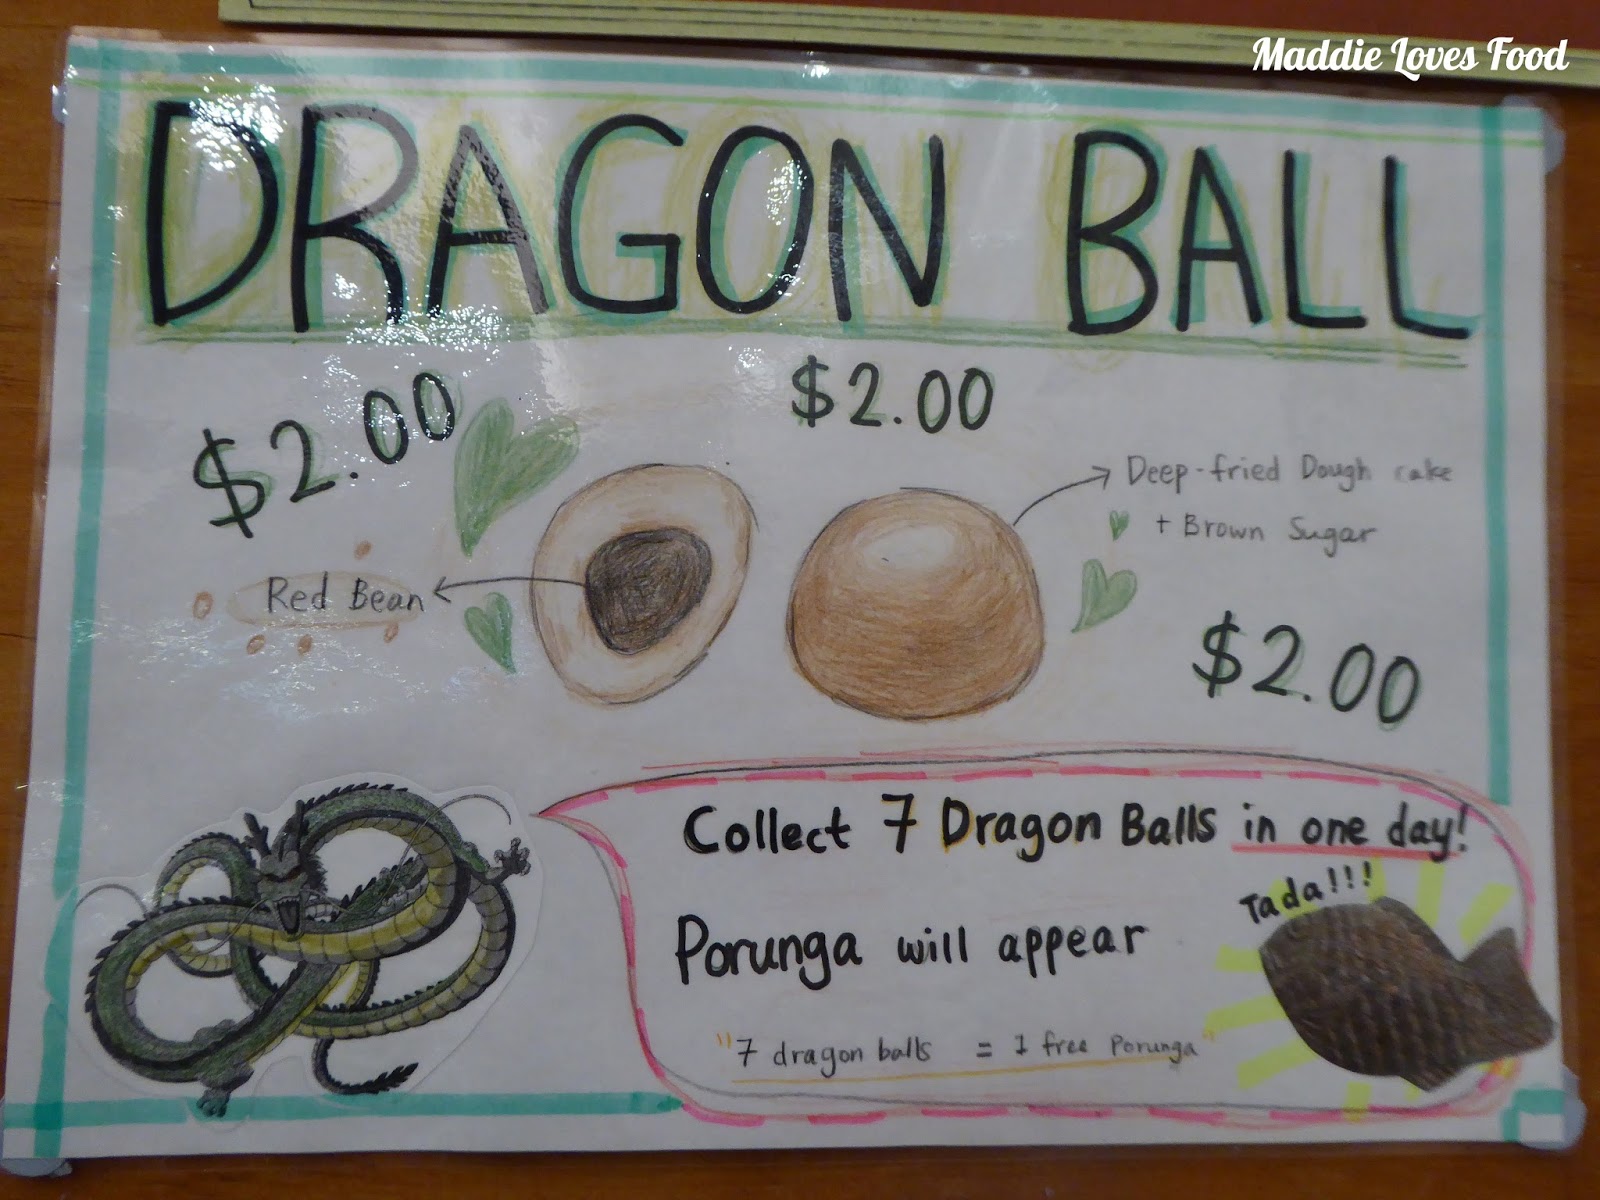 Maddie Loves Food
DRAGON BALL
$2.00
$2.00
Deep-fried Dough cake
+ Brown Sugar
Red Bean
$2.00
Collect 7 Dragon Balls in one day!
Tada!!!
Porunga will appear
"7 dragon balls = 1 free Porunga"